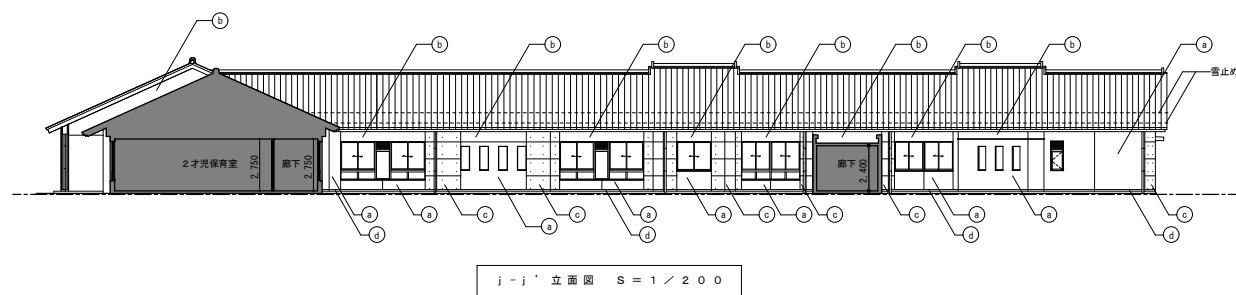 b
b b b b b b b a
雪止め
2才児保育室 2,750 廊下 2,750 廊下 2,400
a a c c a a c a c c a a c
d a d d d
j-j' 立面図 S=1/200